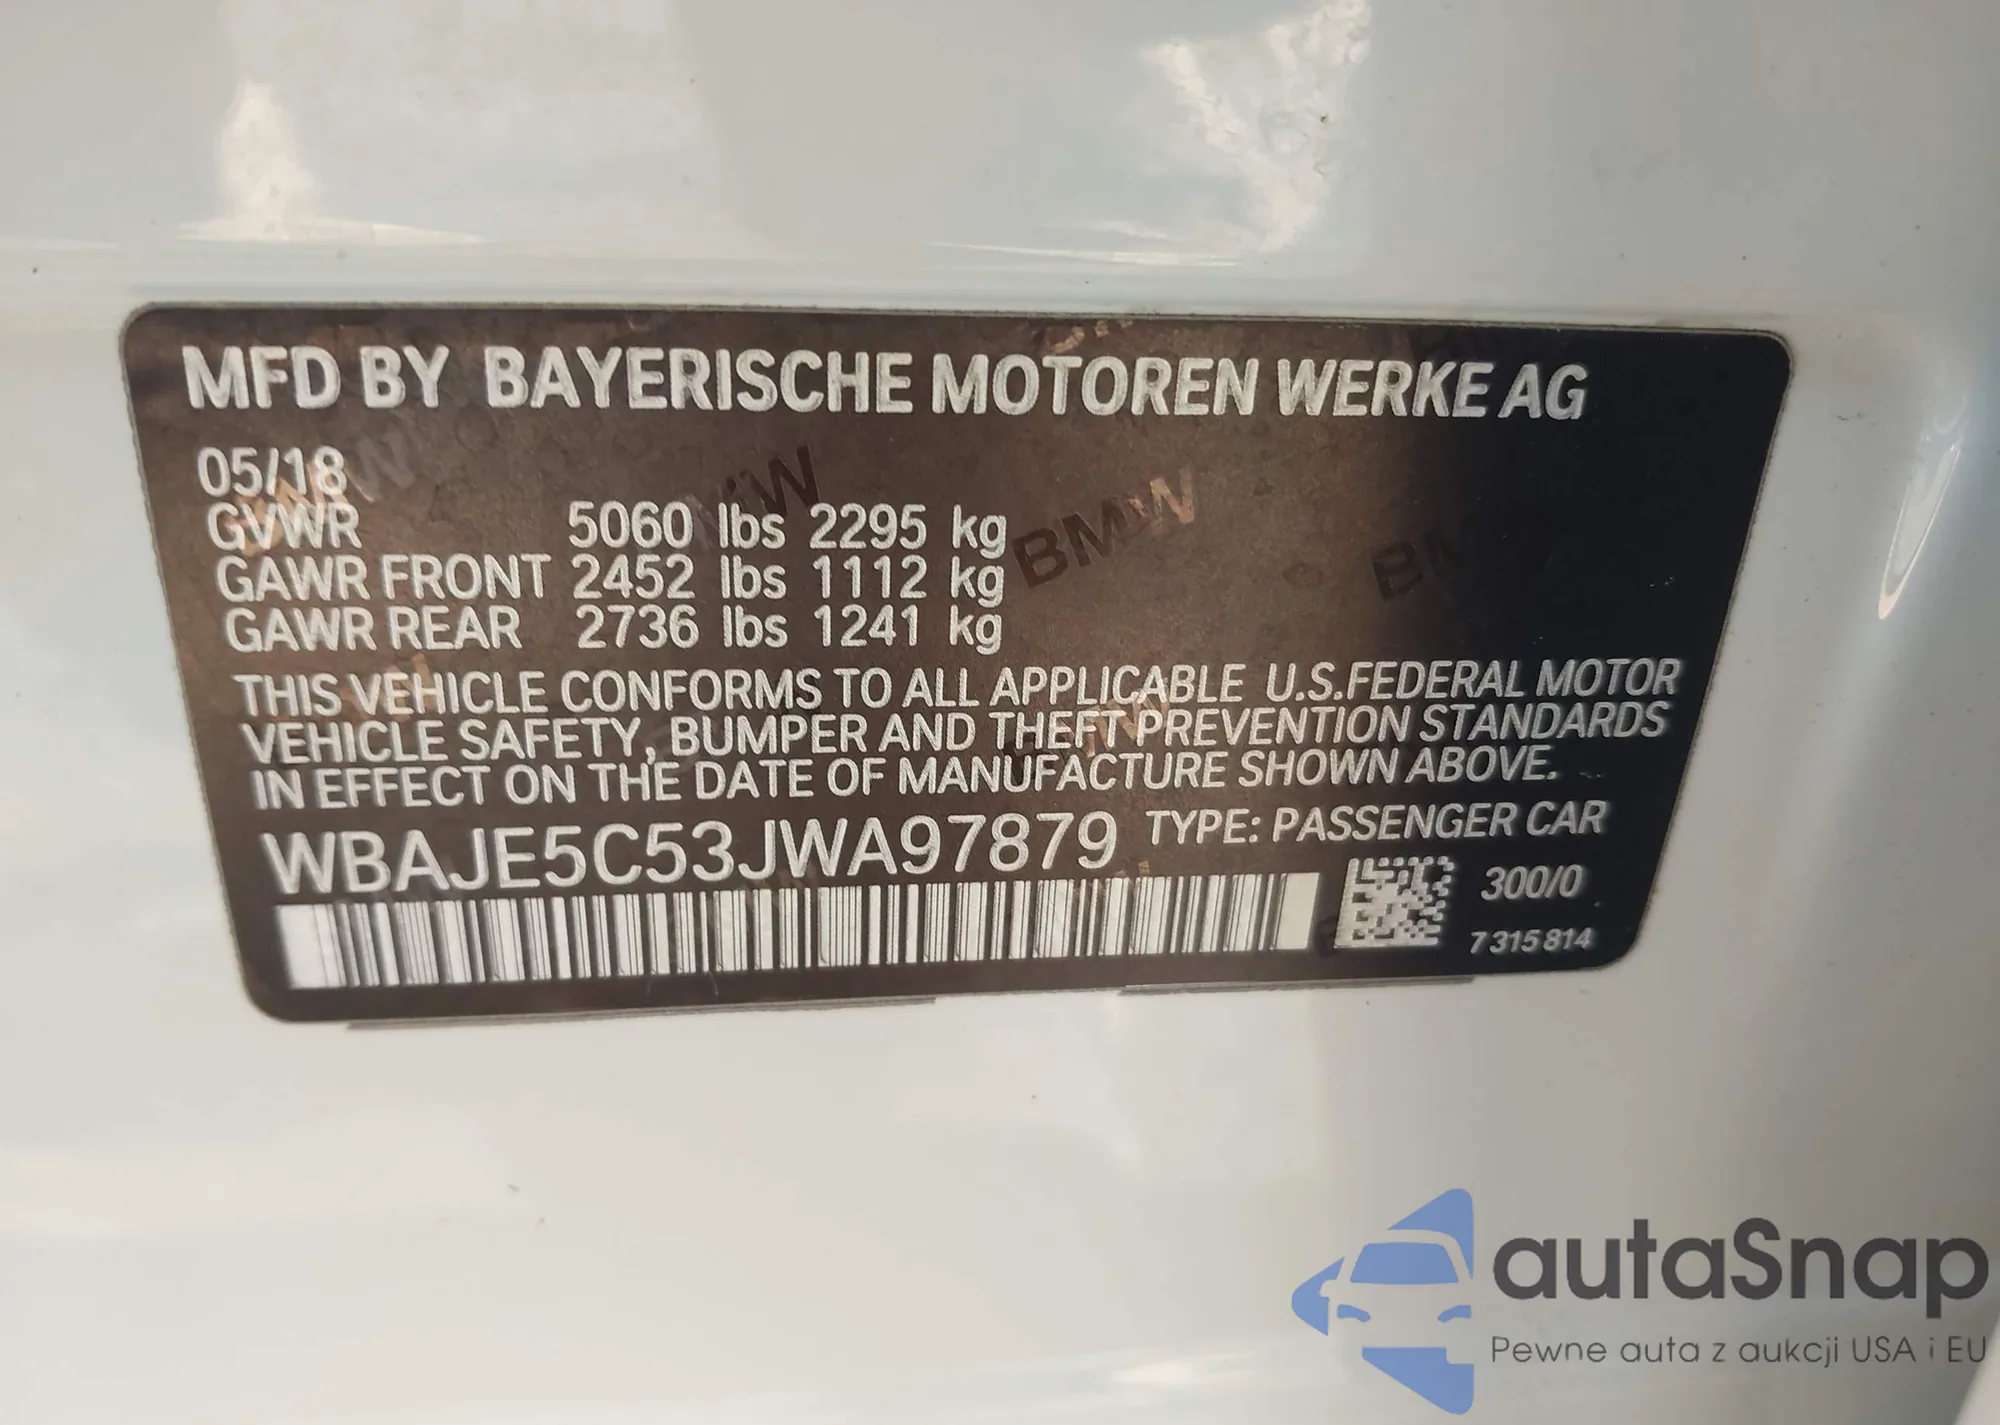 MFD BY BAYERISCHE MOTOREN WERKE AG
05/18
GVWR 5060 lbs 2295 kg
GAWR FRONT 2452 lbs 1112 kg
GAWR REAR 2736 lbs 1241 kg
THIS VEHICLE CONFORMS TO ALL APPLICABLE U.S.FEDERAL MOTOR
VEHICLE SAFETY, BUMPER AND THEFT PREVENTION STANDARDS
IN EFFECT ON THE DATE OF MANUFACTURE SHOWN ABOVE.
WBAJE5C53JWA97879 TYPE: PASSENGER CAR
300/0
7315814
BMW
BMW
autaSnap
Pewne auta z aukcji USA i EU